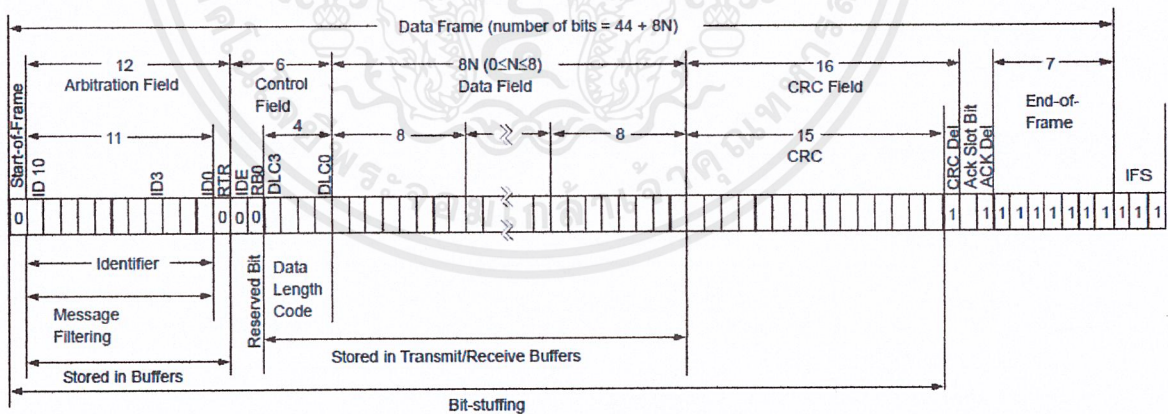 Data Frame (number of bits = 44 + 8N)
12
Arbitration Field
6
Control
Field
8N (0≤N≤8)
Data Field
16
CRC Field
7
End-of-
Frame
Start-of-Frame
11
4
8
8
15
CRC
ID 10
ID3
ID0
RTR
IDE
RB0
DLC3
DLC0
CRC Del
Ack Slot Bit
ACK Del
IFS
0 0 0 0 1 1 1 1 1 1 1 1 1 1 1 1
Identifier
Message
Filtering
Stored in Buffers
Reserved Bit
Data
Length
Code
Stored in Transmit/Receive Buffers
Bit-stuffing